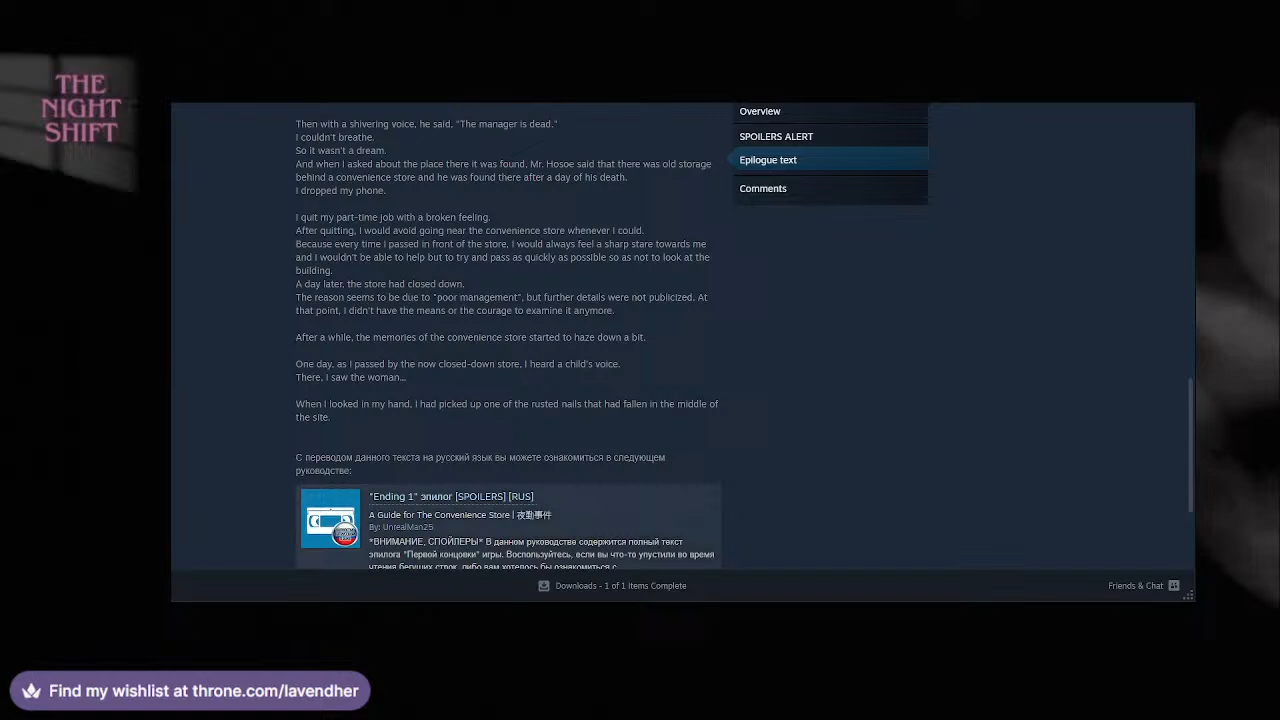 THE
NIGHT
SHIFT
Then with a shivering voice, he said, "The manager is dead."
I couldn't breathe.
So it wasn't a dream.
And when I asked about the place there it was found, Mr. Hosoe said that there was old storage
behind a convenience store and he was found there after a day of his death.
I dropped my phone.
I quit my part-time job with a broken feeling.
After quitting, I would avoid going near the convenience store whenever I could.
Because every time I passed in front of the store, I would always feel a sharp stare towards me
and I wouldn't be able to help but to try and pass as quickly as possible so as not to look at the
building.
A day later, the store had closed down.
The reason seems to be due to "poor management", but further details were not publicized. At
that point, I didn't have the means or the courage to examine it anymore.
After a while, the memories of the convenience store started to haze down a bit.
One day, as I passed by the now closed-down store, I heard a child's voice.
There, I saw the woman...
When I looked in my hand, I had picked up one of the rusted nails that had fallen in the middle of
the site.
С переводом данного текста на русский язык вы можете ознакомиться в следующем
руководстве:
"Ending 1" эпилог [SPOILERS] [RUS]
A Guide for The Convenience Store | 夜勤事件
By: UnrealMan25
*ВНИМАНИЕ, СПОЙЛЕРЫ* В данном руководстве содержится полный текст
эпилога "Первой концовки" игры. Воспользуйтесь, если вы что-то упустили во время
чтения бегущих строк, либо вам хотелось бы ознакомиться с
Overview
SPOILERS ALERT
Epilogue text
Comments
Downloads - 1 of 1 Items Complete
Friends & Chat
Find my wishlist at throne.com/lavendher